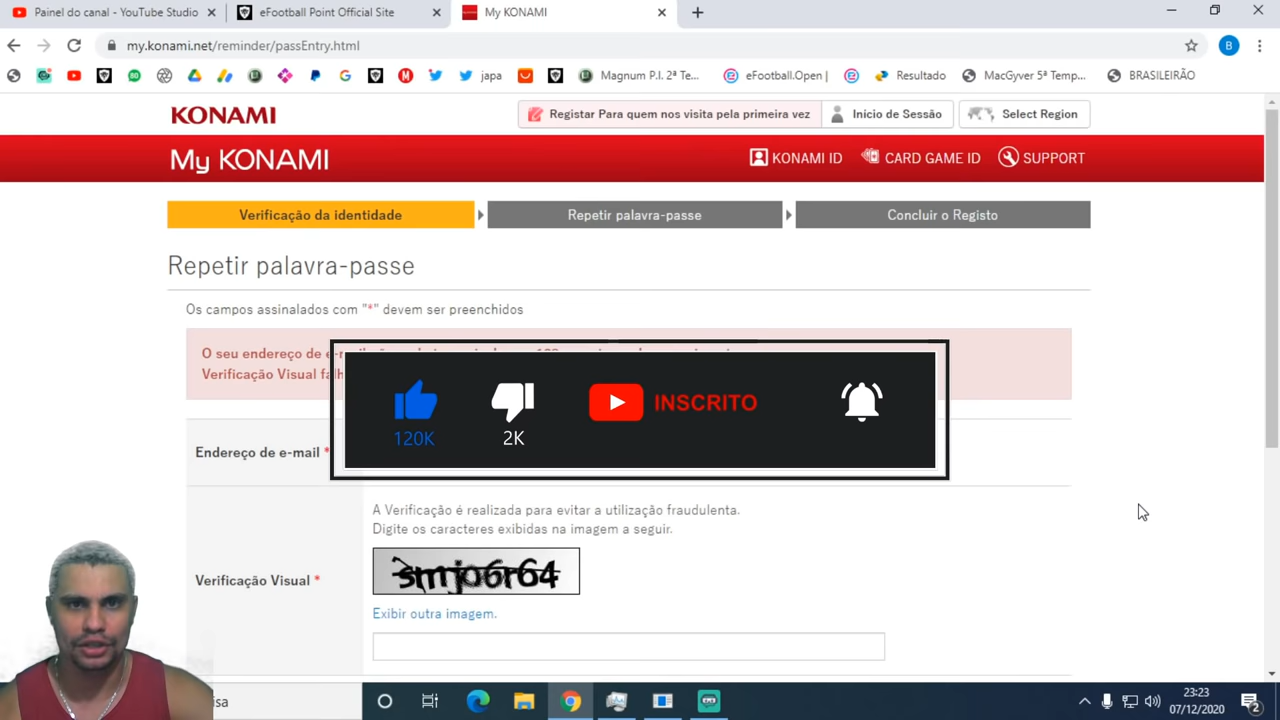 Painel do canal - YouTube Studio
eFootball Point Official Site
My KONAMI
B
my.konami.net/reminder/passEntry.html
japa
Magnum P.I. 2ª Te...
eFootball.Open |
Resultado
MacGyver 5ª Temp...
BRASILEIRÃO
KONAMI
Registar Para quem nos visita pela primeira vez
Início de Sessão
Select Region
My KONAMI
KONAMI ID
CARD GAME ID
SUPPORT
Verificação da identidade
Repetir palavra-passe
Concluir o Registo
Repetir palavra-passe
Os campos assinalados com "*" devem ser preenchidos
O seu endereço de
Verificação Visual
120K
2K
INSCRITO
Endereço de e-mail *
A Verificação é realizada para evitar a utilização fraudulenta.
Digite os caracteres exibidas na imagem a seguir.
Verificação Visual *
smjo6r64
Exibir outra imagem.
23:23
07/12/2020
2